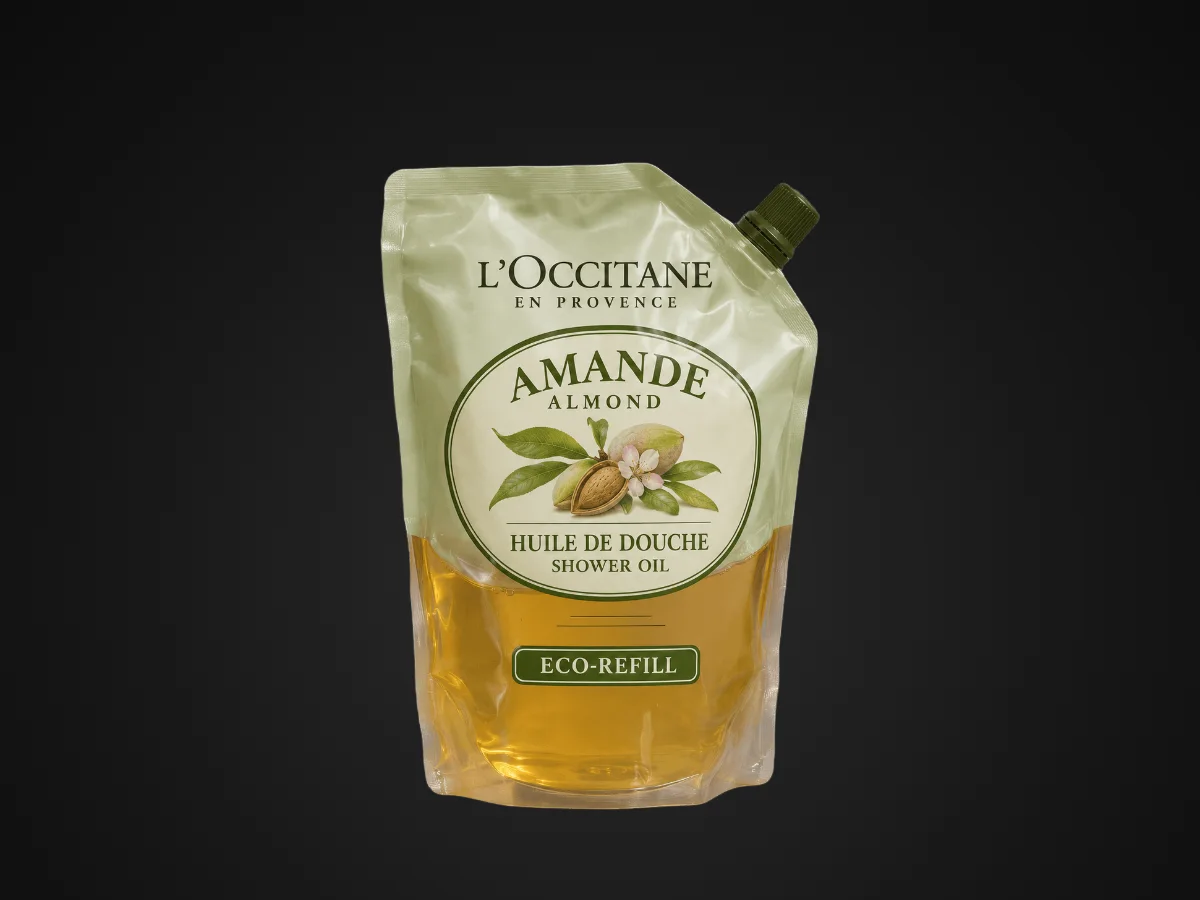 L'OCCITANE
EN PROVENCE
AMANDE
ALMOND
HUILE DE DOUCHE
SHOWER OIL
ECO-REFILL